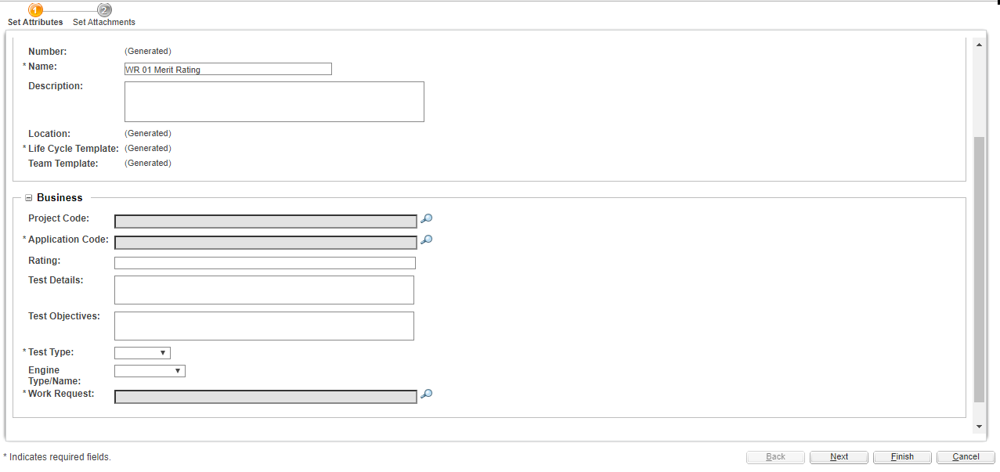 1 2
Set Attributes Set Attachments
Number: (Generated)
* Name: WR 01 Merit Rating
Description:
Location: (Generated)
* Life Cycle Template: (Generated)
Team Template: (Generated)
Business
Project Code:
* Application Code:
Rating:
Test Details:
Test Objectives:
* Test Type:
Engine
Type/Name:
* Work Request:
* Indicates required fields.
Back Next Finish Cancel